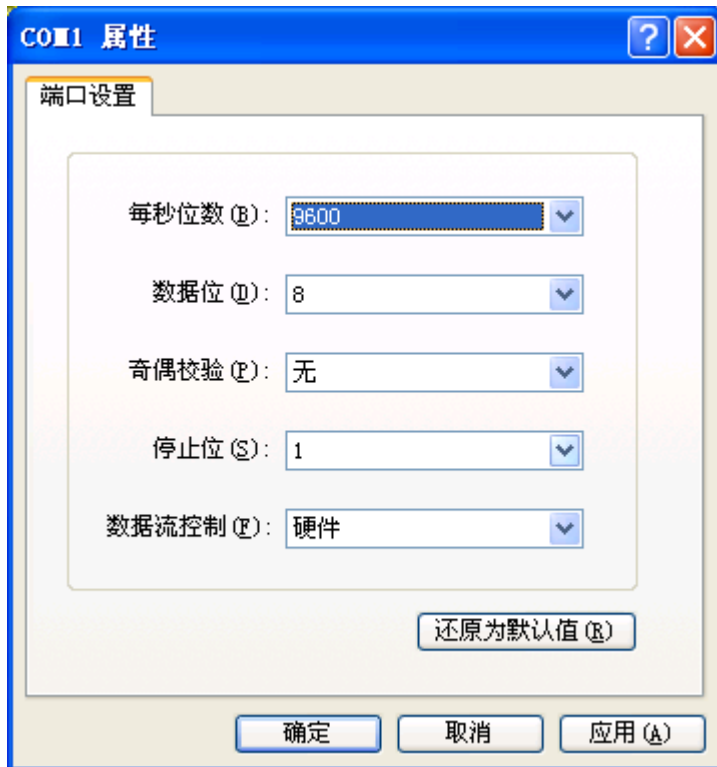 COM1 属性
端口设置
每秒位数(B): 9600
数据位(D): 8
奇偶校验(P): 无
停止位(S): 1
数据流控制(F): 硬件
还原为默认值(R)
确定 取消 应用(A)